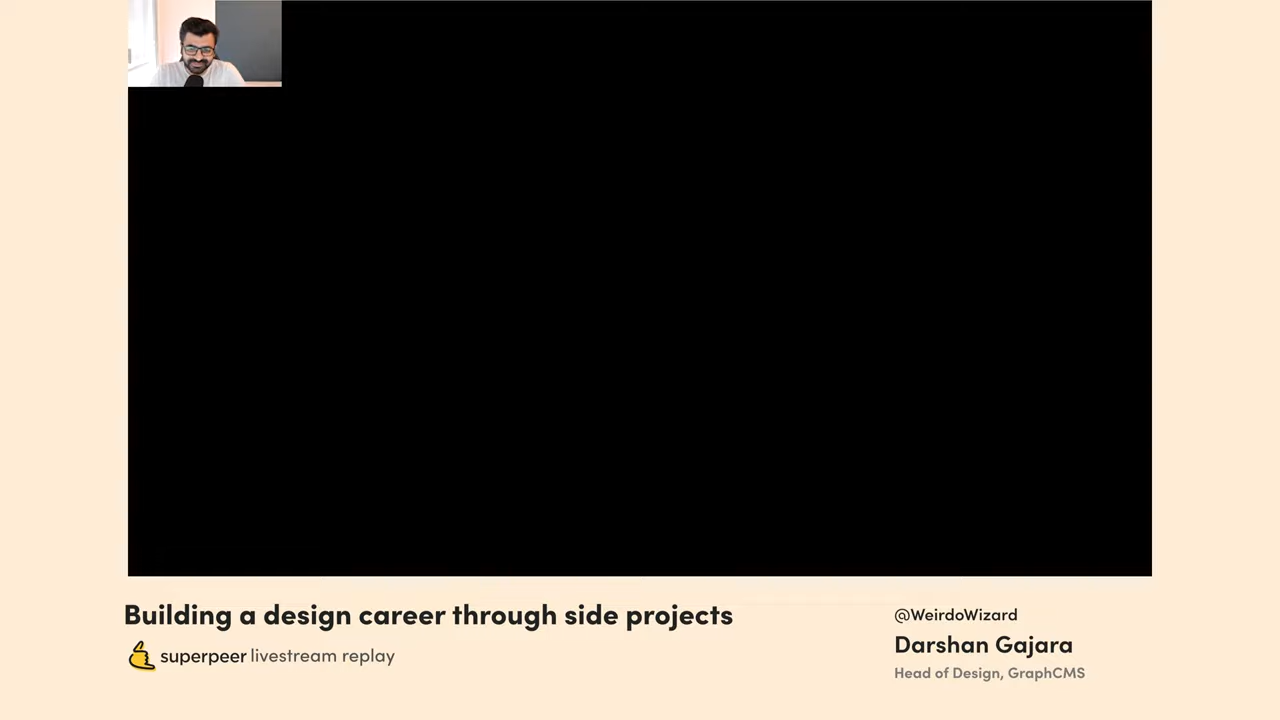 Building a design career through side projects
superpeer livestream replay
@WeirdoWizard
Darshan Gajara
Head of Design, GraphCMS